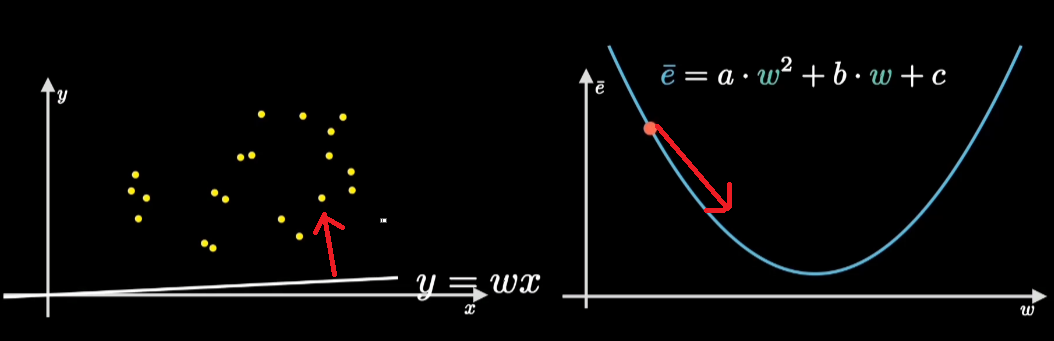 y
y = wx
x
ē = a · w² + b · w + c
ē
w